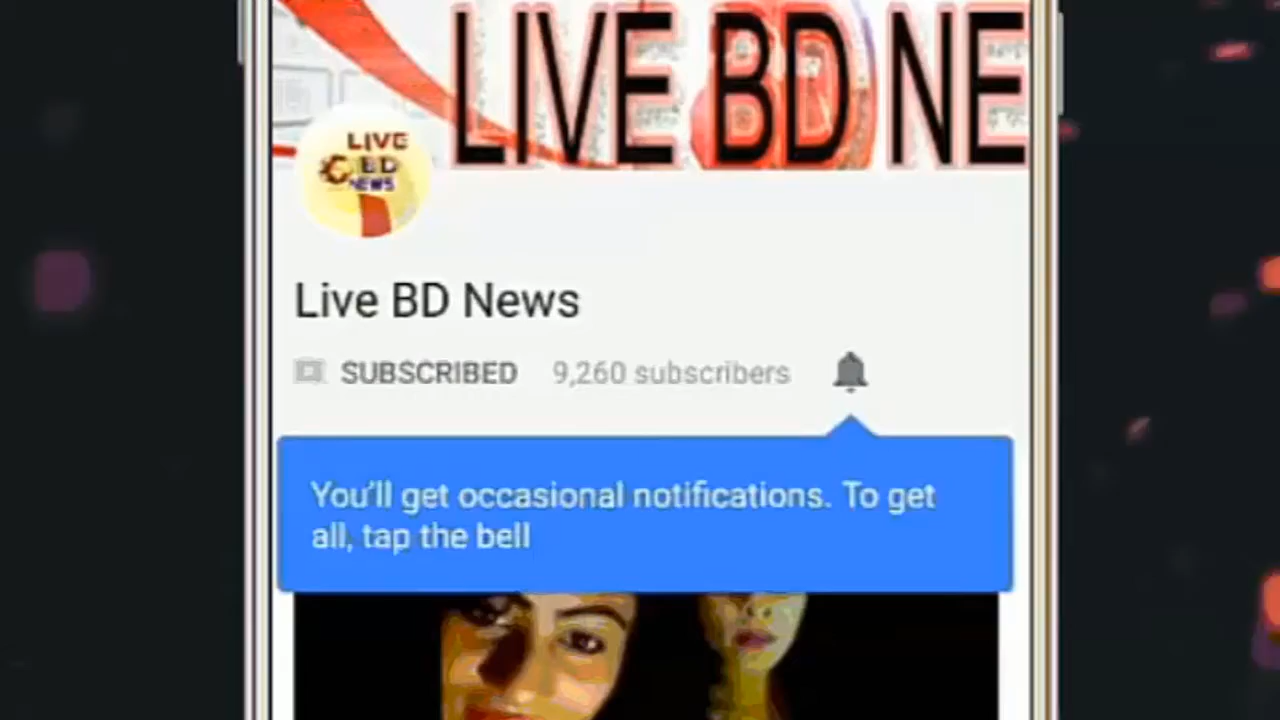 LIVE BD NE
LIVE
BD
NEWS
Live BD News
SUBSCRIBED 9,260 subscribers
You'll get occasional notifications. To get
all, tap the bell